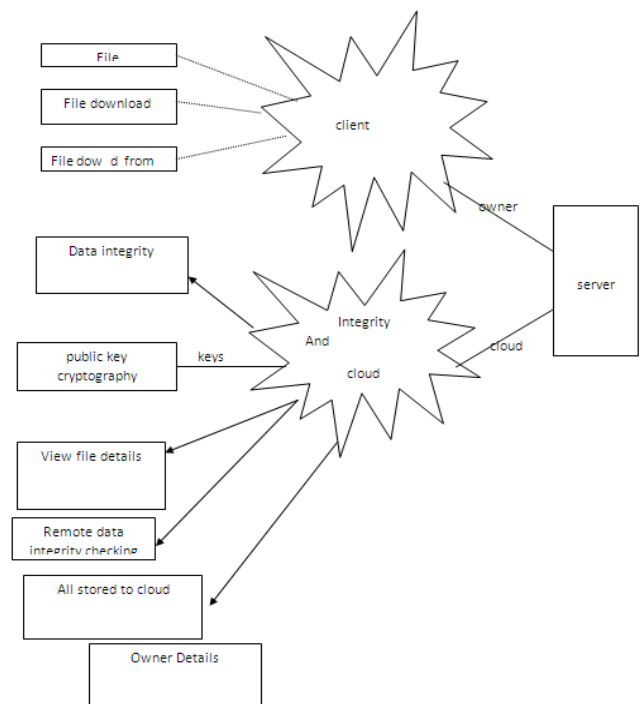 File
File download
client
File dow d from
owner
Data integrity
server
Integrity
And
cloud
cloud
public key
cryptography
keys
View file details
Remote data
integrity checking
All stored to cloud
Owner Details